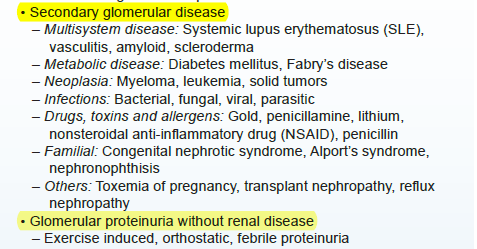 • Secondary glomerular disease
– Multisystem disease: Systemic lupus erythematosus (SLE),
vasculitis, amyloid, scleroderma
– Metabolic disease: Diabetes mellitus, Fabry's disease
– Neoplasia: Myeloma, leukemia, solid tumors
– Infections: Bacterial, fungal, viral, parasitic
– Drugs, toxins and allergens: Gold, penicillamine, lithium,
nonsteroidal anti-inflammatory drug (NSAID), penicillin
– Familial: Congenital nephrotic syndrome, Alport's syndrome,
nephronophthisis
– Others: Toxemia of pregnancy, transplant nephropathy, reflux
nephropathy
• Glomerular proteinuria without renal disease
– Exercise induced, orthostatic, febrile proteinuria